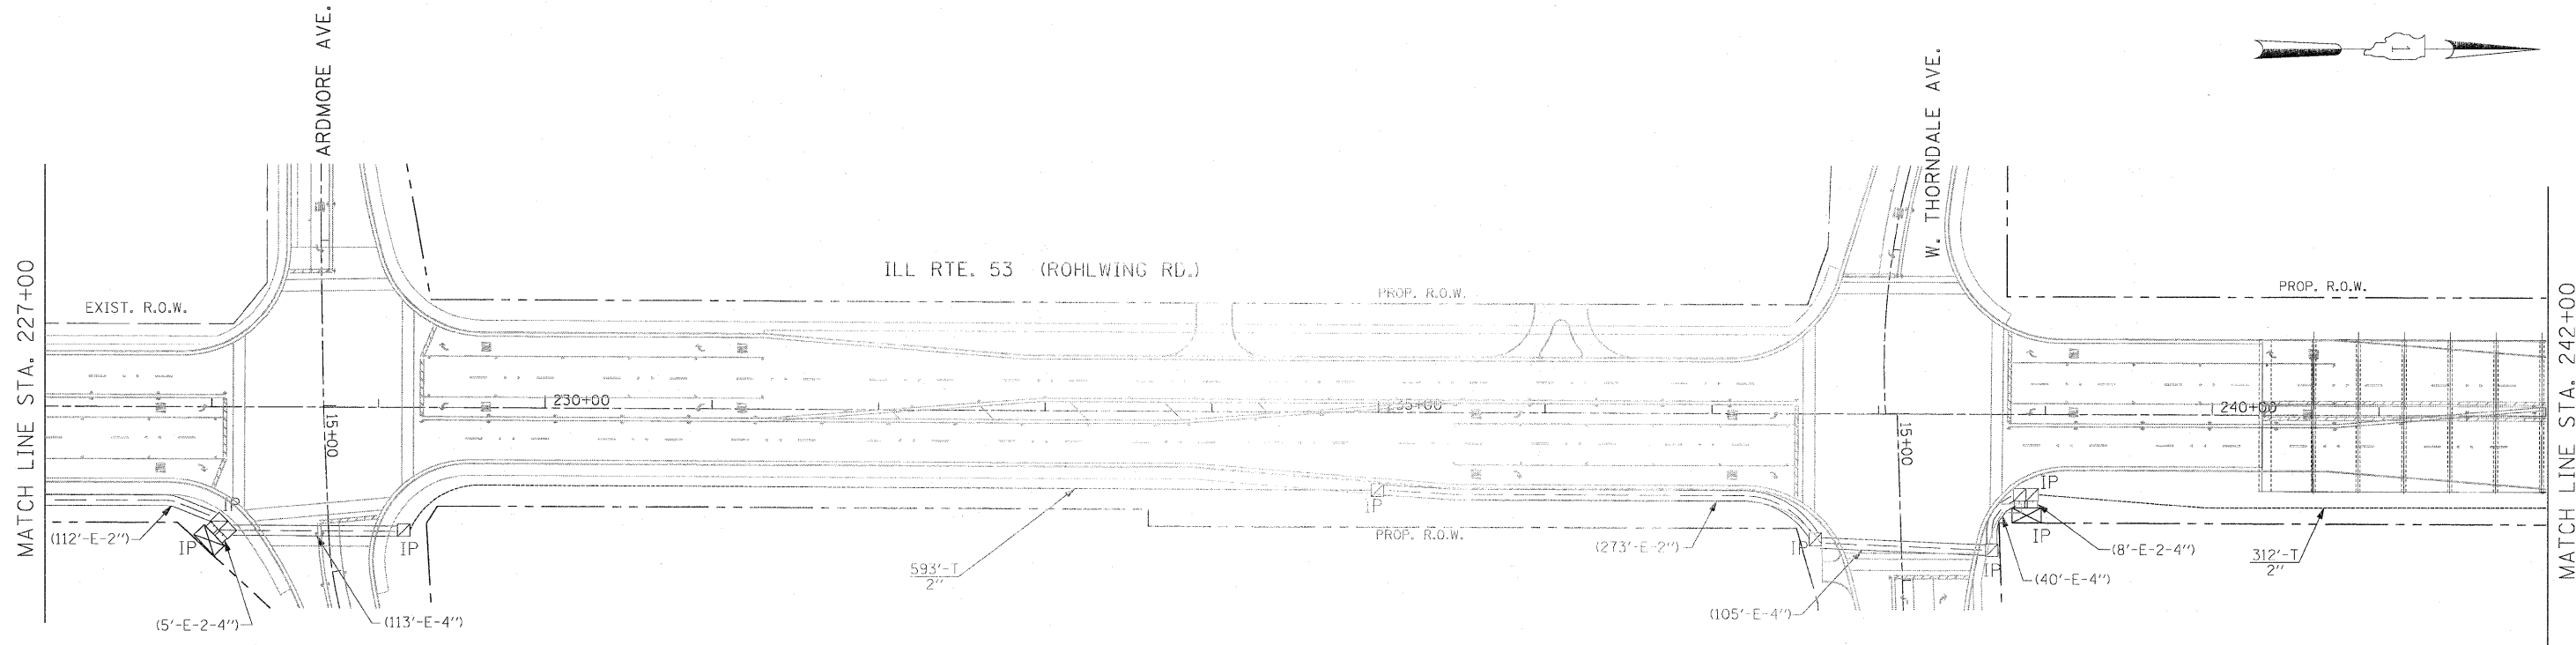 MATCH LINE STA. 227+00
ARDMORE AVE.
W. THORNDALE AVE.
1
ILL RTE. 53 (ROHLWING RD.)
EXIST. R.O.W.
PROP. R.O.W.
PROP. R.O.W.
230+00
235+00
240+00
15+00
15+00
IP
IP
IP
IP
IP
IP
IP
IP
PROP. R.O.W.
(112'-E-2")
(5'-E-2-4")
(113'-E-4")
593'-T
2"
(273'-E-2")
(105'-E-4")
(40'-E-4")
(8'-E-2-4")
312'-T
2"
MATCH LINE STA. 242+00